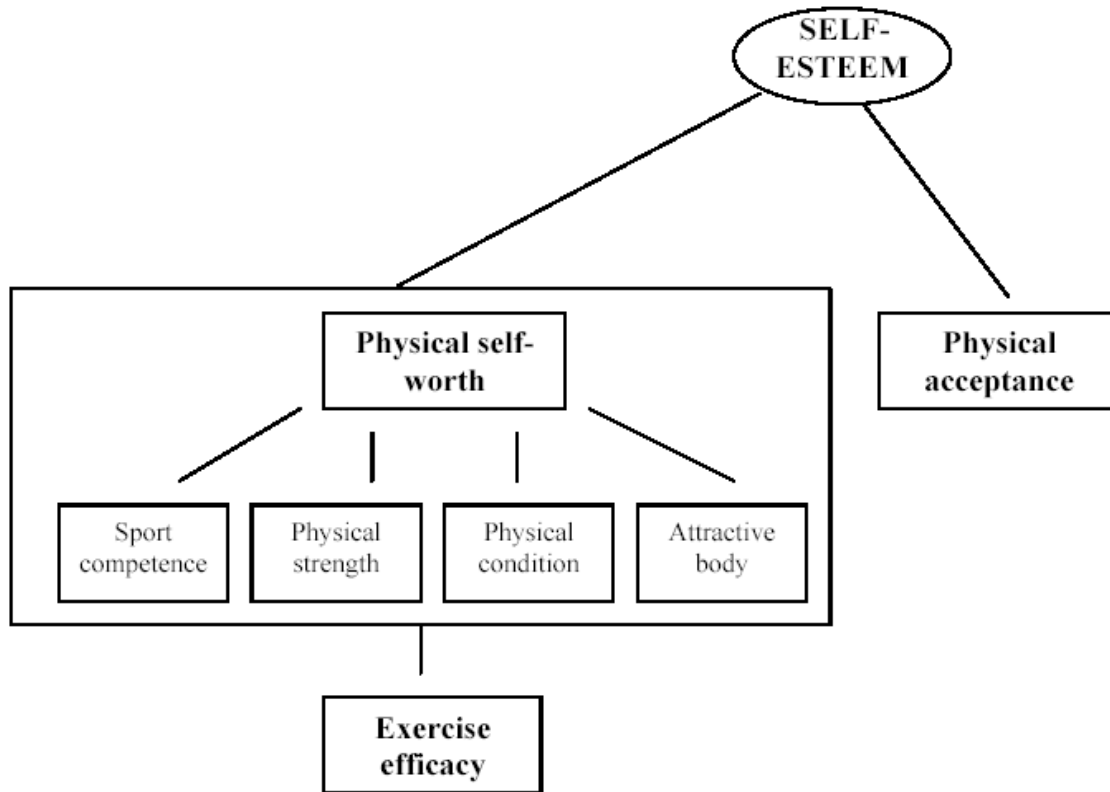 SELF-
ESTEEM
Physical self-
worth
Physical
acceptance
Sport
competence
Physical
strength
Physical
condition
Attractive
body
Exercise
efficacy